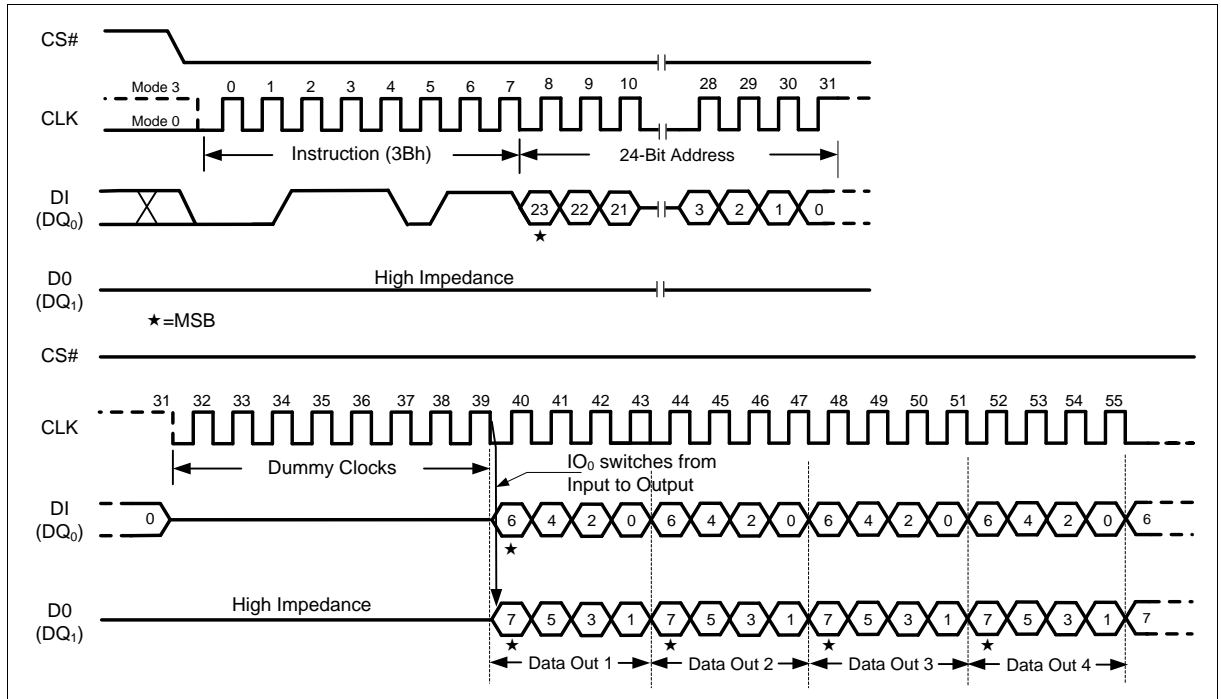 CS#
Mode 3 0 1 2 3 4 5 6 7 8 9 10 28 29 30 31
CLK
Mode 0
Instruction (3Bh) 24-Bit Address
DI
(DQ0) 23 22 21 3 2 1 0
★
D0
(DQ1)
High Impedance
★=MSB
CS#
31 32 33 34 35 36 37 38 39 40 41 42 43 44 45 46 47 48 49 50 51 52 53 54 55
CLK
Dummy Clocks
IO0 switches from
Input to Output
DI
(DQ0) 0 6 4 2 0 6 4 2 0 6 4 2 0 6 4 2 0 6
★
D0
(DQ1)
High Impedance 7 5 3 1 7 5 3 1 7 5 3 1 7 5 3 1 7
★ ★ ★ ★
Data Out 1 Data Out 2 Data Out 3 Data Out 4